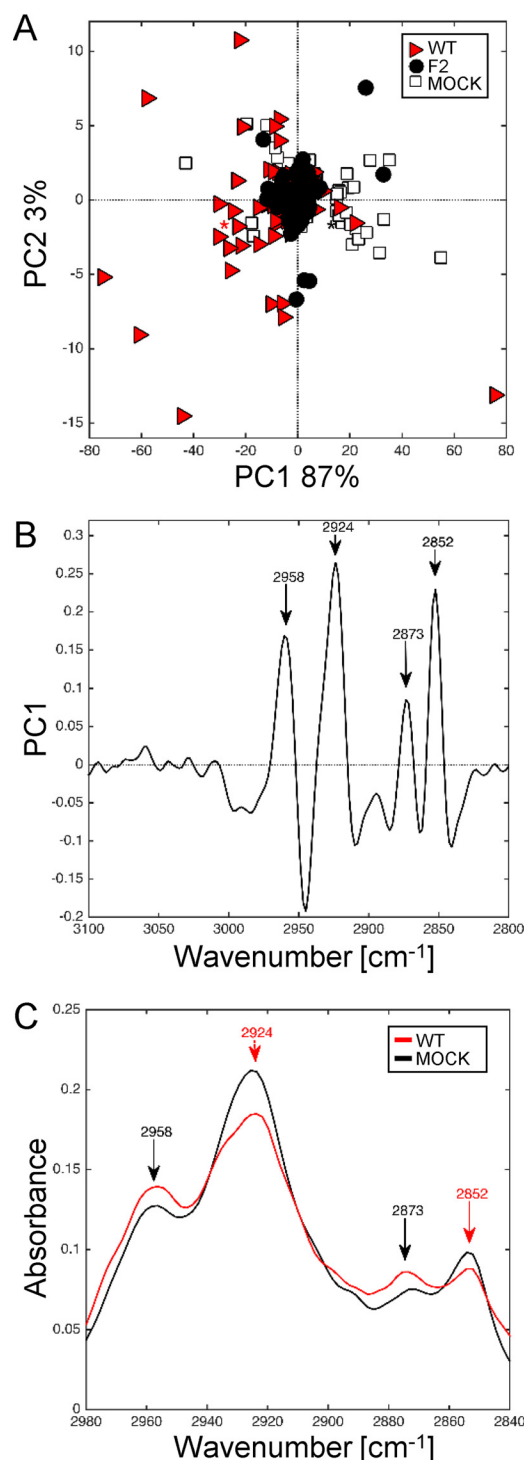 A
WT
F2
MOCK
10
5
0
-5
-10
-15
PC2 3%
*
*
-80 -60 -40 -20 0 20 40 60 80
PC1 87%
B
2924
2958
2852
2873
0.3
0.25
0.2
0.15
0.1
0.05
0
-0.05
-0.1
-0.15
-0.2
PC1
3100 3050 3000 2950 2900 2850 2800
Wavenumber [cm-1]
C
WT
MOCK
2924
2958
2873
2852
0.25
0.2
0.15
0.1
0.05
0
Absorbance
2980 2960 2940 2920 2900 2880 2860 2840
Wavenumber [cm-1]